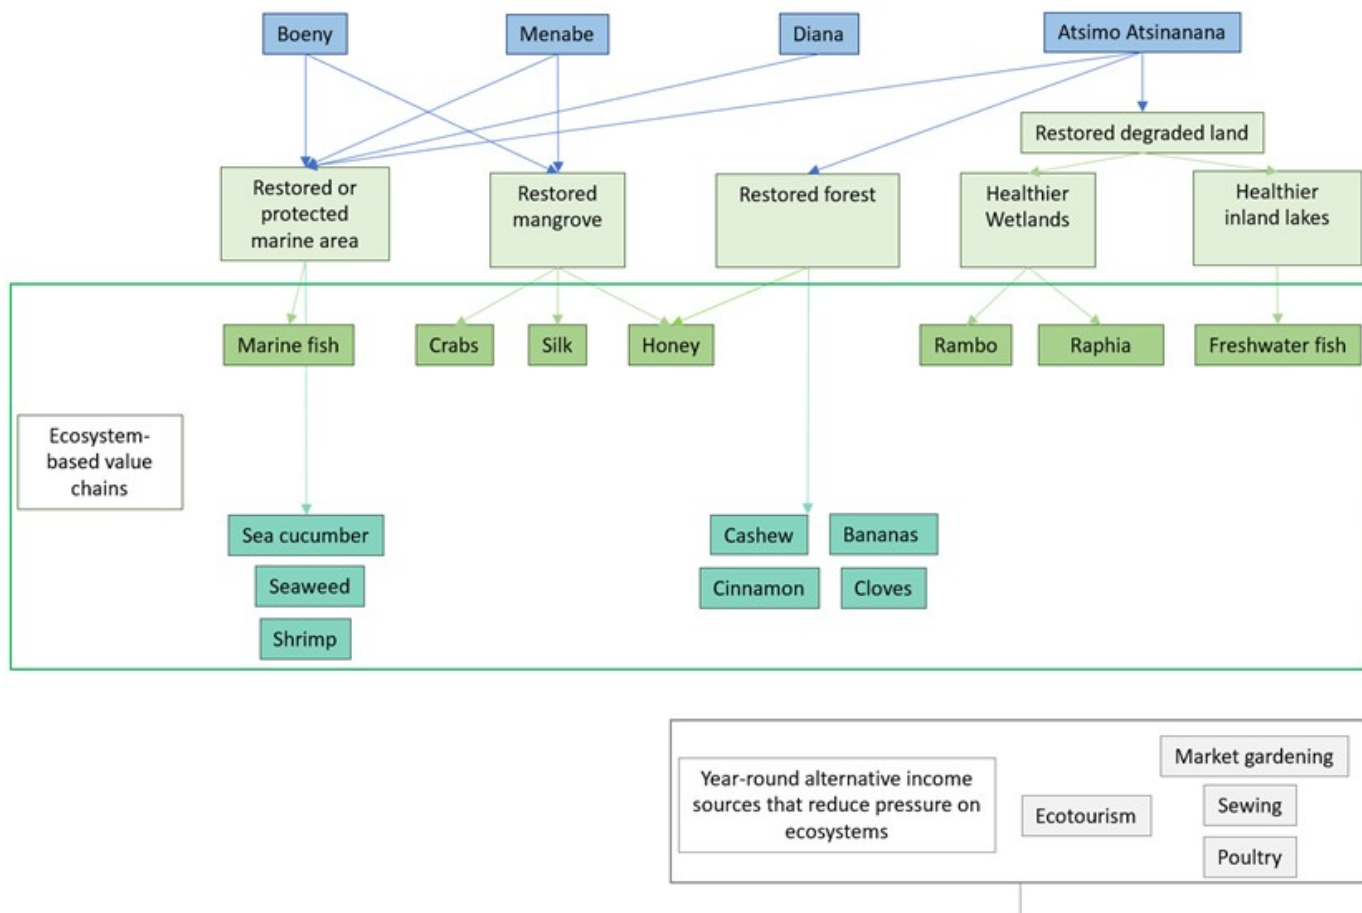 Boeny
Menabe
Diana
Atsimo Atsinanana
Restored degraded land
Restored or
protected
marine area
Restored
mangrove
Restored forest
Healthier
Wetlands
Healthier
inland lakes
Marine fish
Crabs
Silk
Honey
Rambo
Raphia
Freshwater fish
Ecosystem-
based value
chains
Sea cucumber
Seaweed
Shrimp
Cashew
Bananas
Cinnamon
Cloves
Year-round alternative income
sources that reduce pressure on
ecosystems
Ecotourism
Market gardening
Sewing
Poultry